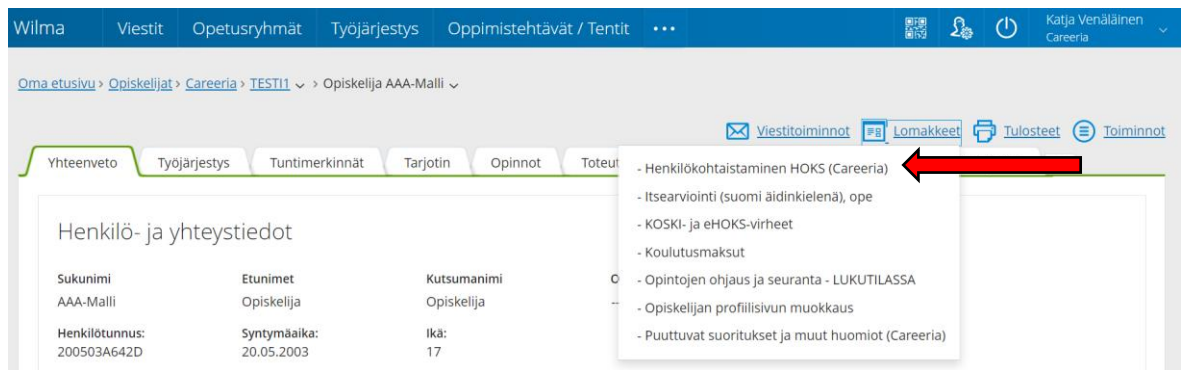 Wilma Viestit Opetusryhmät Työjärjestys Oppimistehtävät / Tentit ••• Katja Venäläinen
Careeria
Oma etusivu › Opiskelijat › Careeria › TESTI1 › Opiskelija AAA-Malli
Viestitoiminnot Lomakkeet Tulosteet Toiminnot
Yhteenveto Työjärjestys Tuntimerkinnät Tarjotin Opinnot Toteut
- Henkilökohtaistaminen HOKS (Careeria)
- Itsearviointi (suomi äidinkielenä), ope
- KOSKI- ja eHOKS-virheet
- Koulutusmaksut
- Opintojen ohjaus ja seuranta - LUKUTILASSA
- Opiskelijan profiilisivun muokkaus
- Puuttuvat suoritukset ja muut huomiot (Careeria)
Henkilö- ja yhteystiedot
Sukunimi Etunimet Kutsumanimi
AAA-Malli Opiskelija Opiskelija
Henkilötunnus: Syntymäaika: Ikä:
200503A642D 20.05.2003 17